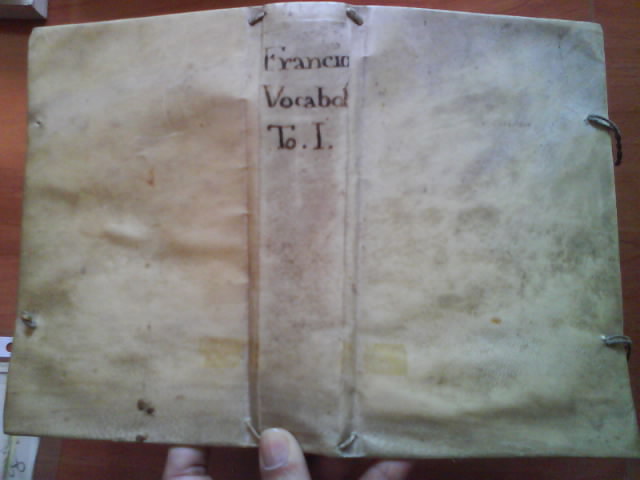 Francio
Vocabol
To. I.